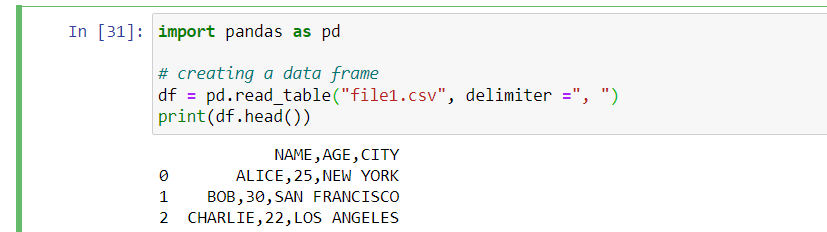 In [31]: import pandas as pd
# creating a data frame
df = pd.read_table("file1.csv", delimiter =", ")
print(df.head())
NAME,AGE,CITY
0 ALICE,25,NEW YORK
1 BOB,30,SAN FRANCISCO
2 CHARLIE,22,LOS ANGELES